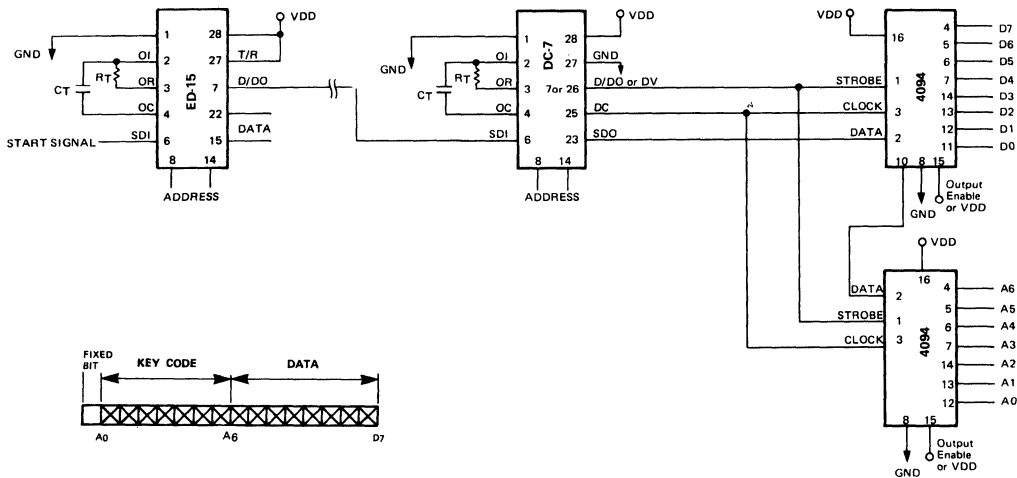 VDD
GND
1
28
T/R
OI
2
27
RT
D/DO
CT
OR
3
ED-15
7
OC
4
22
DATA
START SIGNAL
SDI
6
15
8
14
ADDRESS
VDD
GND
1
28
GND
OI
2
DC-7
27
D/DO or DV
RT
CT
OR
3
7or 26
DC
OC
4
25
SDO
SDI
6
23
8
14
ADDRESS
VDD
16
4
D7
5
D6
6
D5
STROBE
1
7
D4
4094
14
D3
CLOCK
3
13
D2
DATA
2
12
D1
11
D0
10
8
15
GND
Output
Enable
or VDD
VDD
16
DATA
2
4
A6
STROBE
1
5
A5
6
A4
CLOCK
3
4094
7
A3
14
A2
13
A1
12
A0
8
15
GND
Output
Enable
or VDD
FIXED
BIT
KEY CODE
DATA
A0
A6
D7